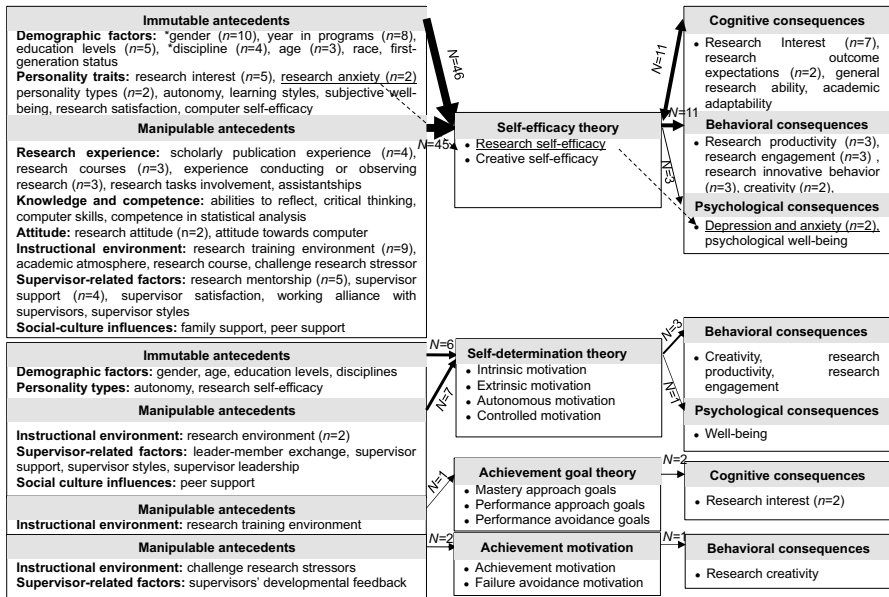 Immutable antecedents
Demographic factors: *gender (n=10), year in programs (n=8),
education levels (n=5), *discipline (n=4), age (n=3), race, first-
generation status
Personality traits: research interest (n=5), research anxiety (n=2)
personality types (n=2), autonomy, learning styles, subjective well-
being, research satisfaction, computer self-efficacy
Manipulable antecedents
Research experience: scholarly publication experience (n=4),
research courses (n=3), experience conducting or observing
research (n=3), research tasks involvement, assistantships
Knowledge and competence: abilities to reflect, critical thinking,
computer skills, competence in statistical analysis
Attitude: research attitude (n=2), attitude towards computer
Instructional environment: research training environment (n=9),
academic atmosphere, research course, challenge research stressor
Supervisor-related factors: research mentorship (n=5), supervisor
support (n=4), supervisor satisfaction, working alliance with
supervisors, supervisor styles
Social-culture influences: family support, peer support
N=46
N=45
Self-efficacy theory
• Research self-efficacy
• Creative self-efficacy
N=11
N=11
N=3
Cognitive consequences
• Research Interest (n=7),
research outcome
expectations (n=2), general
research ability, academic
adaptability
Behavioral consequences
• Research productivity (n=3),
research engagement (n=3) ,
research innovative behavior
(n=3), creativity (n=2),
Psychological consequences
• Depression and anxiety (n=2),
psychological well-being
Immutable antecedents
Demographic factors: gender, age, education levels, disciplines
Personality types: autonomy, research self-efficacy
Manipulable antecedents
Instructional environment: research environment (n=2)
Supervisor-related factors: leader-member exchange, supervisor
support, supervisor styles, supervisor leadership
Social culture influences: peer support
N=6
N=7
Self-determination theory
• Intrinsic motivation
• Extrinsic motivation
• Autonomous motivation
• Controlled motivation
N=3
N=1
Behavioral consequences
• Creativity, research
productivity, research
engagement
Psychological consequences
• Well-being
Manipulable antecedents
Instructional environment: research training environment
N=1
Achievement goal theory
• Mastery approach goals
• Performance approach goals
• Performance avoidance goals
N=2
Cognitive consequences
• Research interest (n=2)
Manipulable antecedents
Instructional environment: challenge research stressors
Supervisor-related factors: supervisors' developmental feedback
N=2
Achievement motivation
• Achievement motivation
• Failure avoidance motivation
N=1
Behavioral consequences
• Research creativity